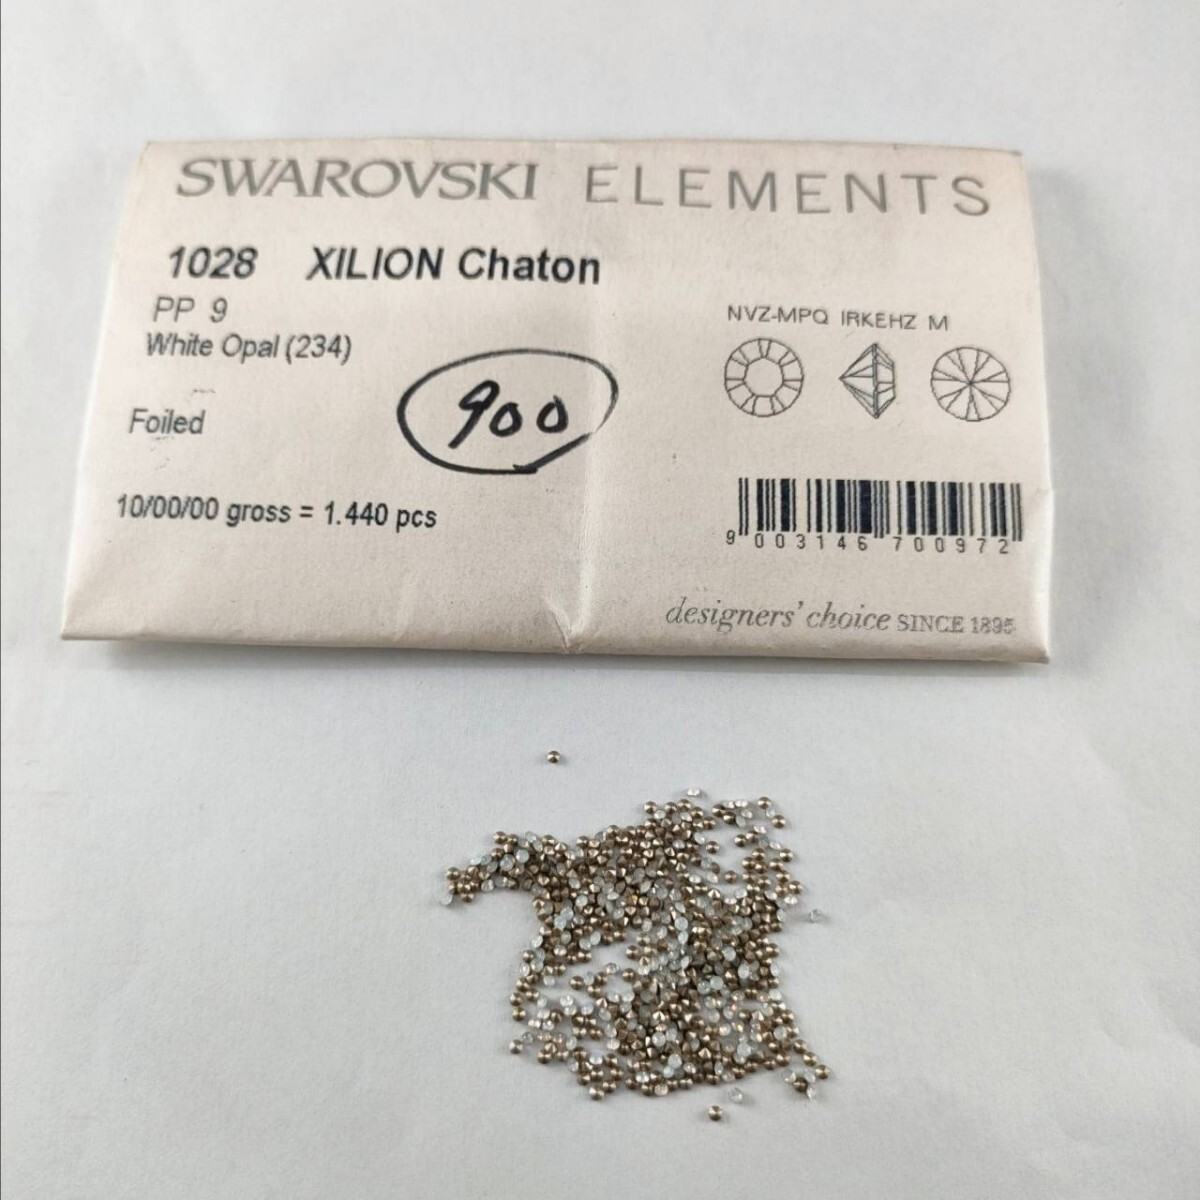 SWAROVSKI ELEMENTS
1028 XILION Chaton
PP 9
White Opal (234)
Foiled
900
10/00/00 gross = 1.440 pcs
NVZ-MPQ IRKEHZ M
9 003146 700972
designers' choice SINCE 1895